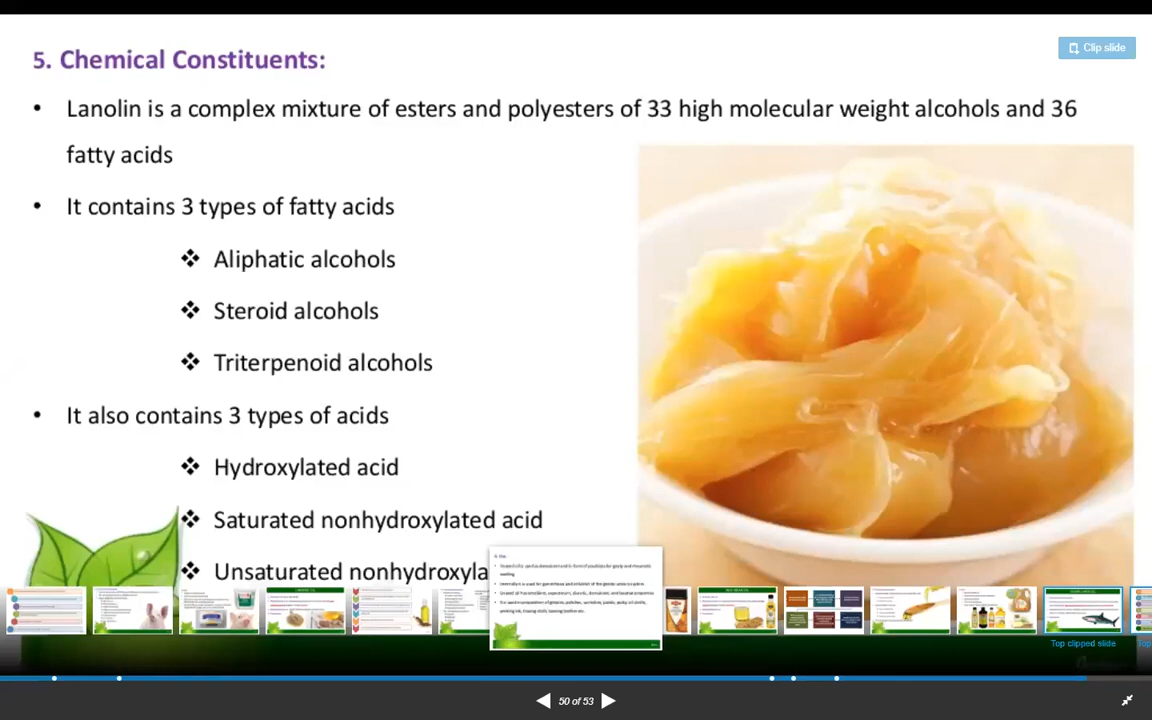 5. Chemical Constituents:
Clip slide
• Lanolin is a complex mixture of esters and polyesters of 33 high molecular weight alcohols and 36
fatty acids
• It contains 3 types of fatty acids
❖ Aliphatic alcohols
❖ Steroid alcohols
❖ Triterpenoid alcohols
• It also contains 3 types of acids
❖ Hydroxylated acid
❖ Saturated nonhydroxylated acid
❖ Unsaturated nonhydroxyla
Top clipped slide
Top
50 of 53